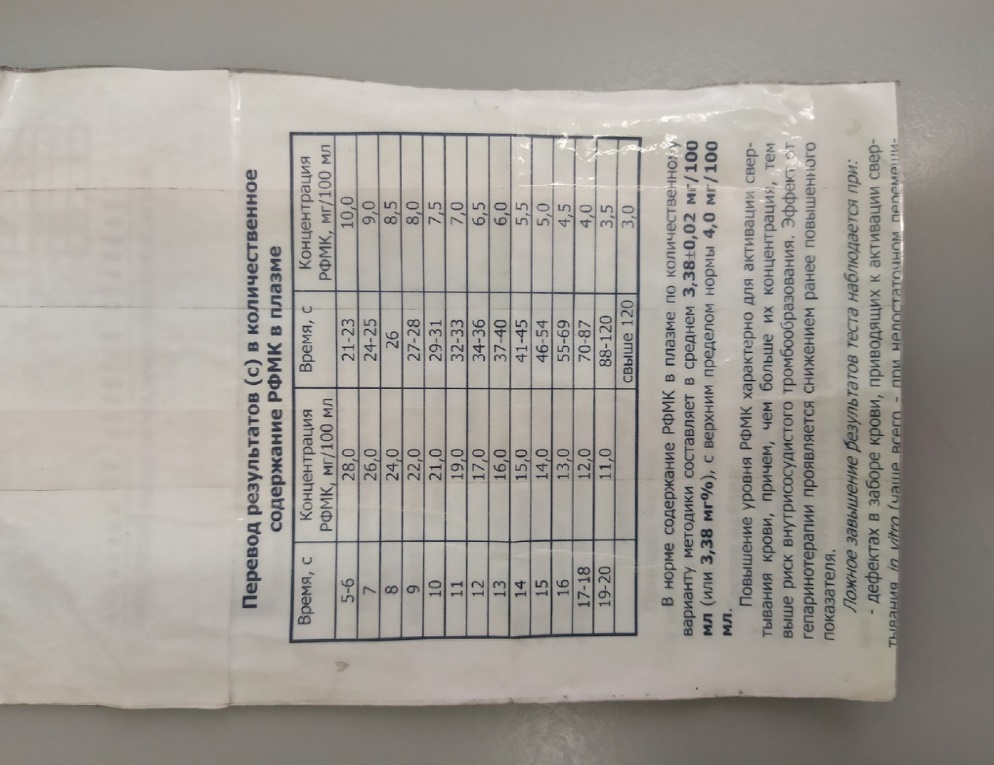 Перевод результатов (с) в количественное
содержание РФМК в плазме
Время, с Концентрация РФМК, мг/100 мл Время, с Концентрация РФМК, мг/100 мл
5-6 28,0 21-23 10,0
7 26,0 24-25 9,0
8 24,0 26 8,5
9 22,0 27-28 8,0
10 21,0 29-31 7,5
11 19,0 32-33 7,0
12 17,0 34-36 6,5
13 16,0 37-40 6,0
14 15,0 41-45 5,5
15 14,0 46-54 5,0
16 13,0 55-69 4,5
17-18 12,0 70-87 4,0
19-20 11,0 88-120 3,5
свыше 120 3,0
В норме содержание РФМК в плазме по количественному
варианту методики составляет в среднем 3,38±0,02 мг/100
мл (или 3,38 мг%), с верхним пределом нормы 4,0 мг/100
мл.
Повышение уровня РФМК характерно для активации свер-
тывания крови, причем, чем больше их концентрация, тем
выше риск внутрисосудистого тромбообразования. Эффект от
гепаринотерапии проявляется снижением ранее повышенного
показателя.
Ложное завышение результатов теста наблюдается при:
- дефектах в заборе крови, приводящих к активации свер-
тывания in vitro (чаще всего - при недостаточном перемеши-